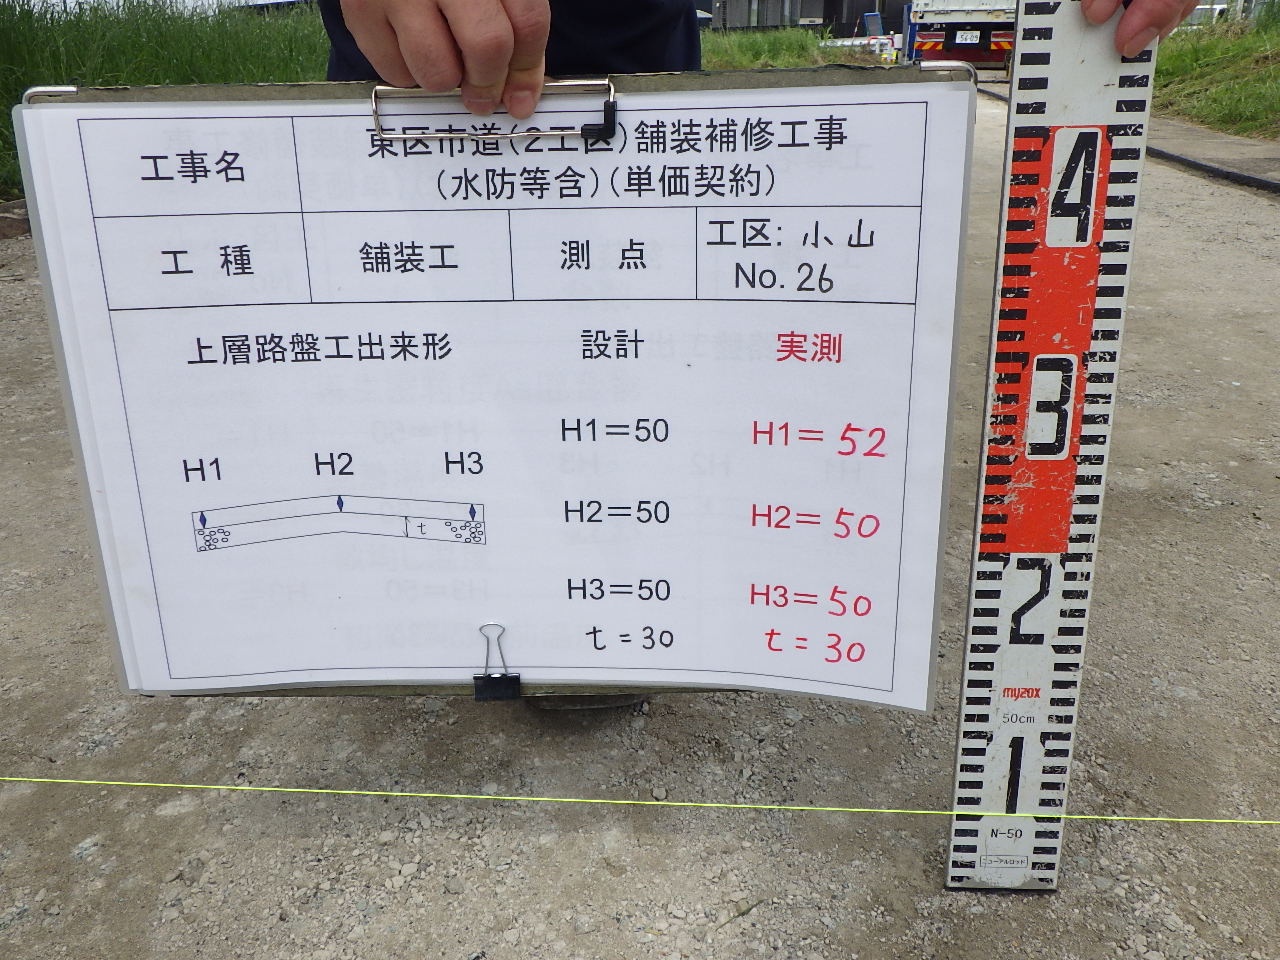 工事名
東区市道(2工区)舗装補修工事
(水防等含)(単価契約)
工 種
舗装工
測 点
工区: 小山
No. 26
上層路盤工出来形
設計
実測
H1＝50
H1＝52
H1
H2
H3
t
H2＝50
H2＝50
H3＝50
H3＝50
t = 30
t = 30
4
3
2
myzox
50cm
1
N-50
ニューアルロッド
56-09